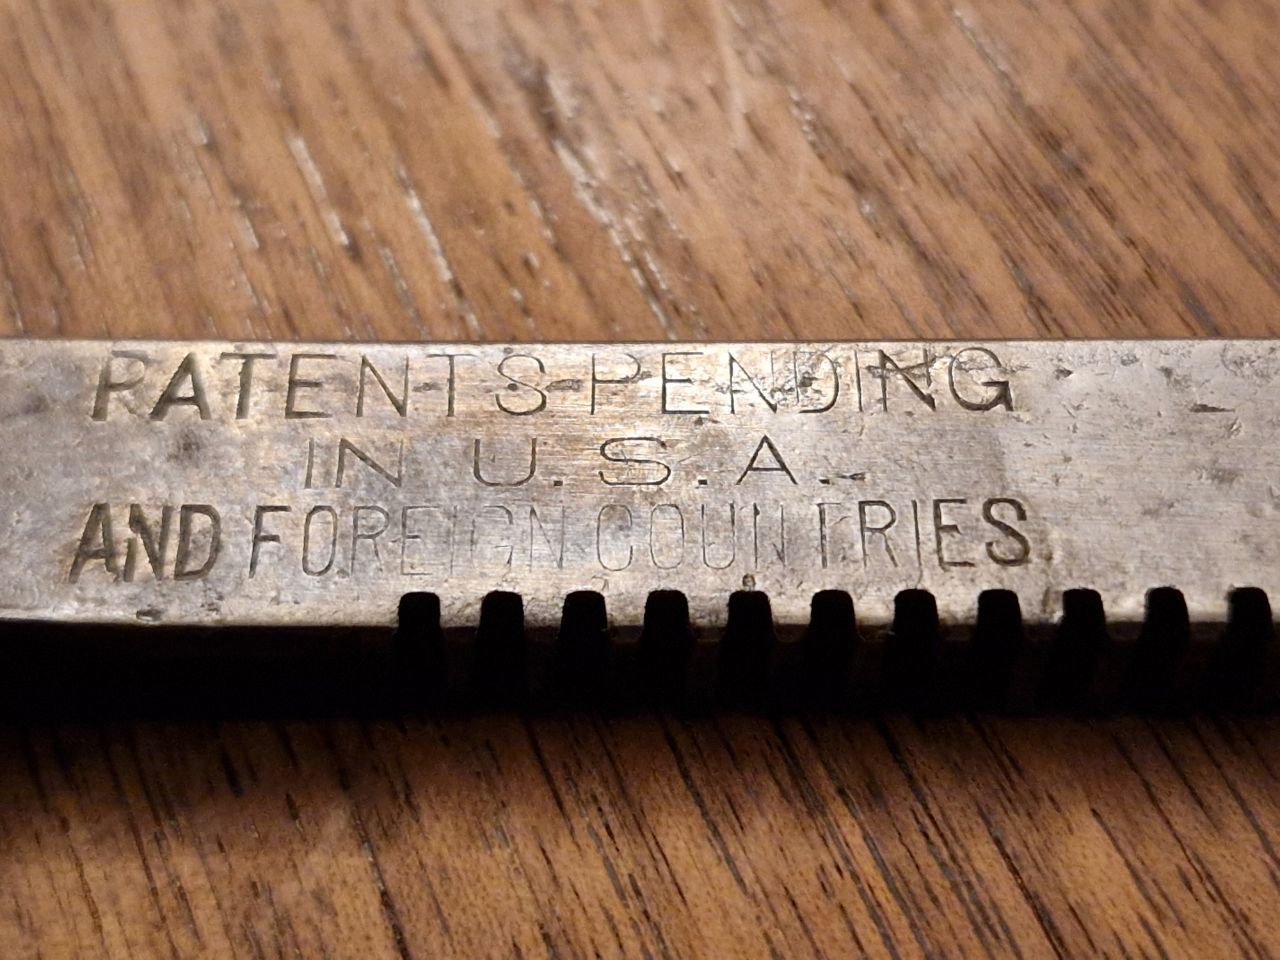 PATENTS PENDING
IN U.S.A.
AND FOREIGN COUNTRIES